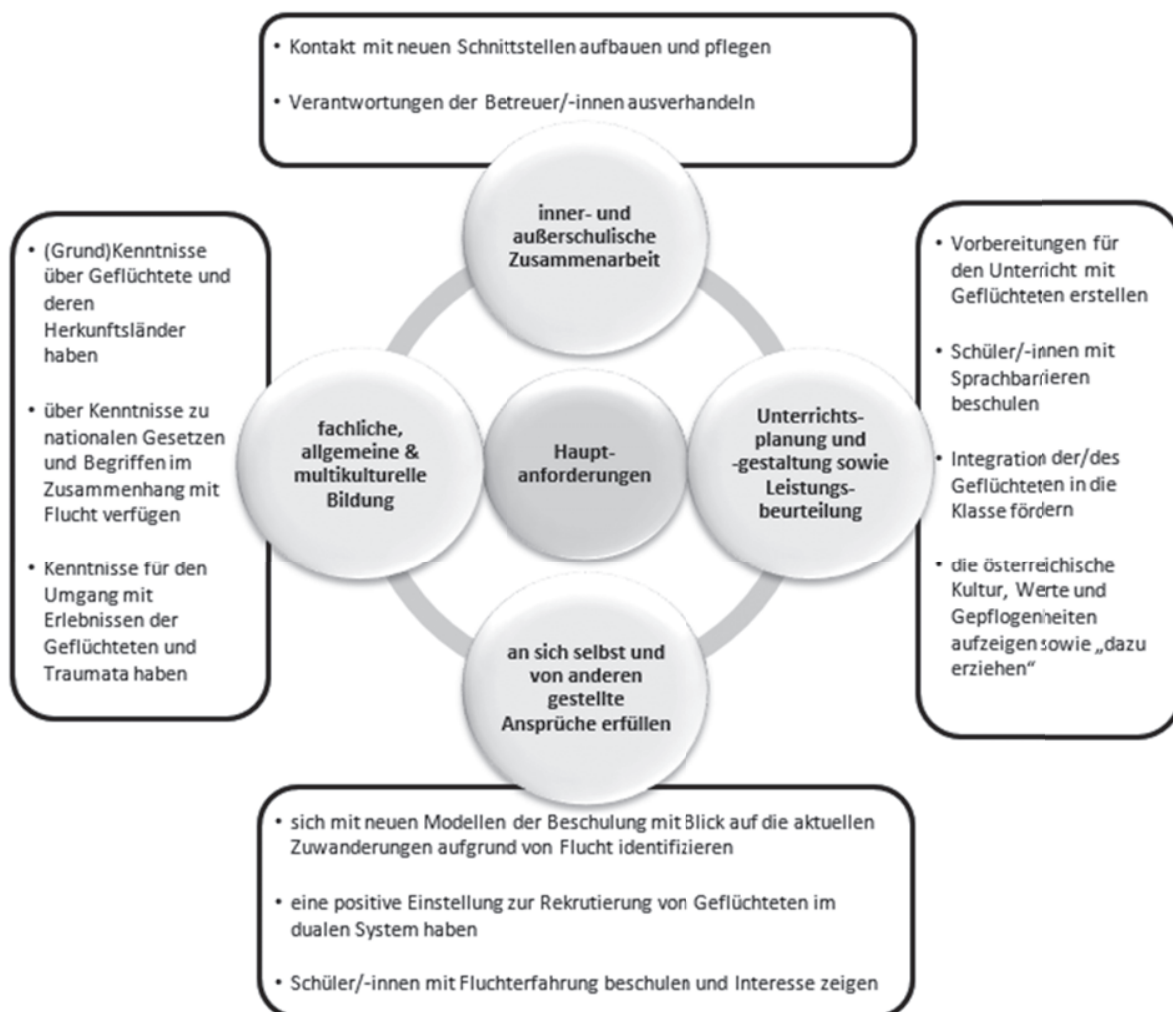 • Kontakt mit neuen Schnittstellen aufbauen und pflegen
• Verantwortungen der Betreuer/-innen ausverhandeln
inner- und
außerschulische
Zusammenarbeit
• (Grund)Kenntnisse
über Geflüchtete und
deren
Herkunftsländer
haben
• über Kenntnisse zu
nationalen Gesetzen
und Begriffen im
Zusammenhang mit
Flucht verfügen
• Kenntnisse für den
Umgang mit
Erlebnissen der
Geflüchteten und
Traumata haben
fachliche,
allgemeine &
multikulturelle
Bildung
Haupt-
anforderungen
Unterrichts-
planung und
-gestaltung sowie
Leistungs-
beurteilung
• Vorbereitungen für
den Unterricht mit
Geflüchteten erstellen
• Schüler/-innen mit
Sprachbarrieren
beschulen
• Integration der/des
Geflüchteten in die
Klasse fördern
• die österreichische
Kultur, Werte und
Gepflogenheiten
aufzeigen sowie „dazu
erziehen“
an sich selbst und
von anderen
gestellte
Ansprüche erfüllen
• sich mit neuen Modellen der Beschulung mit Blick auf die aktuellen
Zuwanderungen aufgrund von Flucht identifizieren
• eine positive Einstellung zur Rekrutierung von Geflüchteten im
dualen System haben
• Schüler/-innen mit Fluchterfahrung beschulen und Interesse zeigen